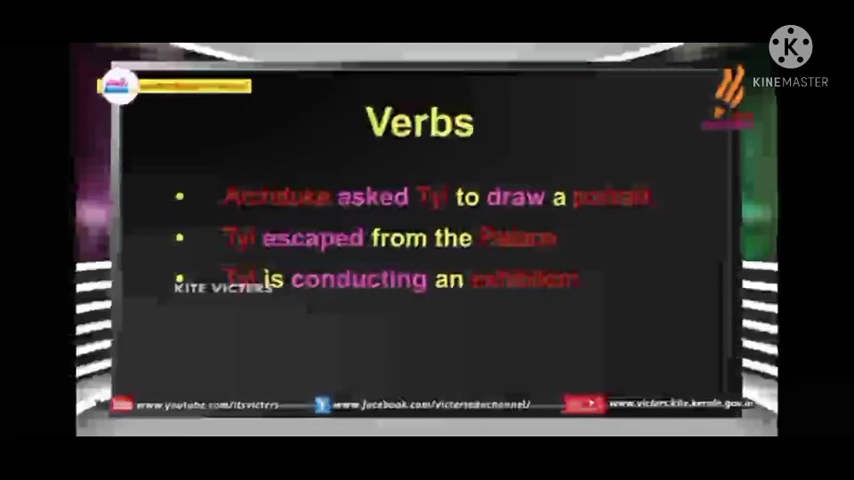 KINEMASTER
Verbs
• Archduke asked Tyl to draw a portrait
• Tyl escaped from the Palace
• Tyl is conducting an exhibition
KITE VICTERS
www.youtube.com/itsvicters
www.facebook.com/victerseduchannel/
www.victers.kite.kerala.gov.in